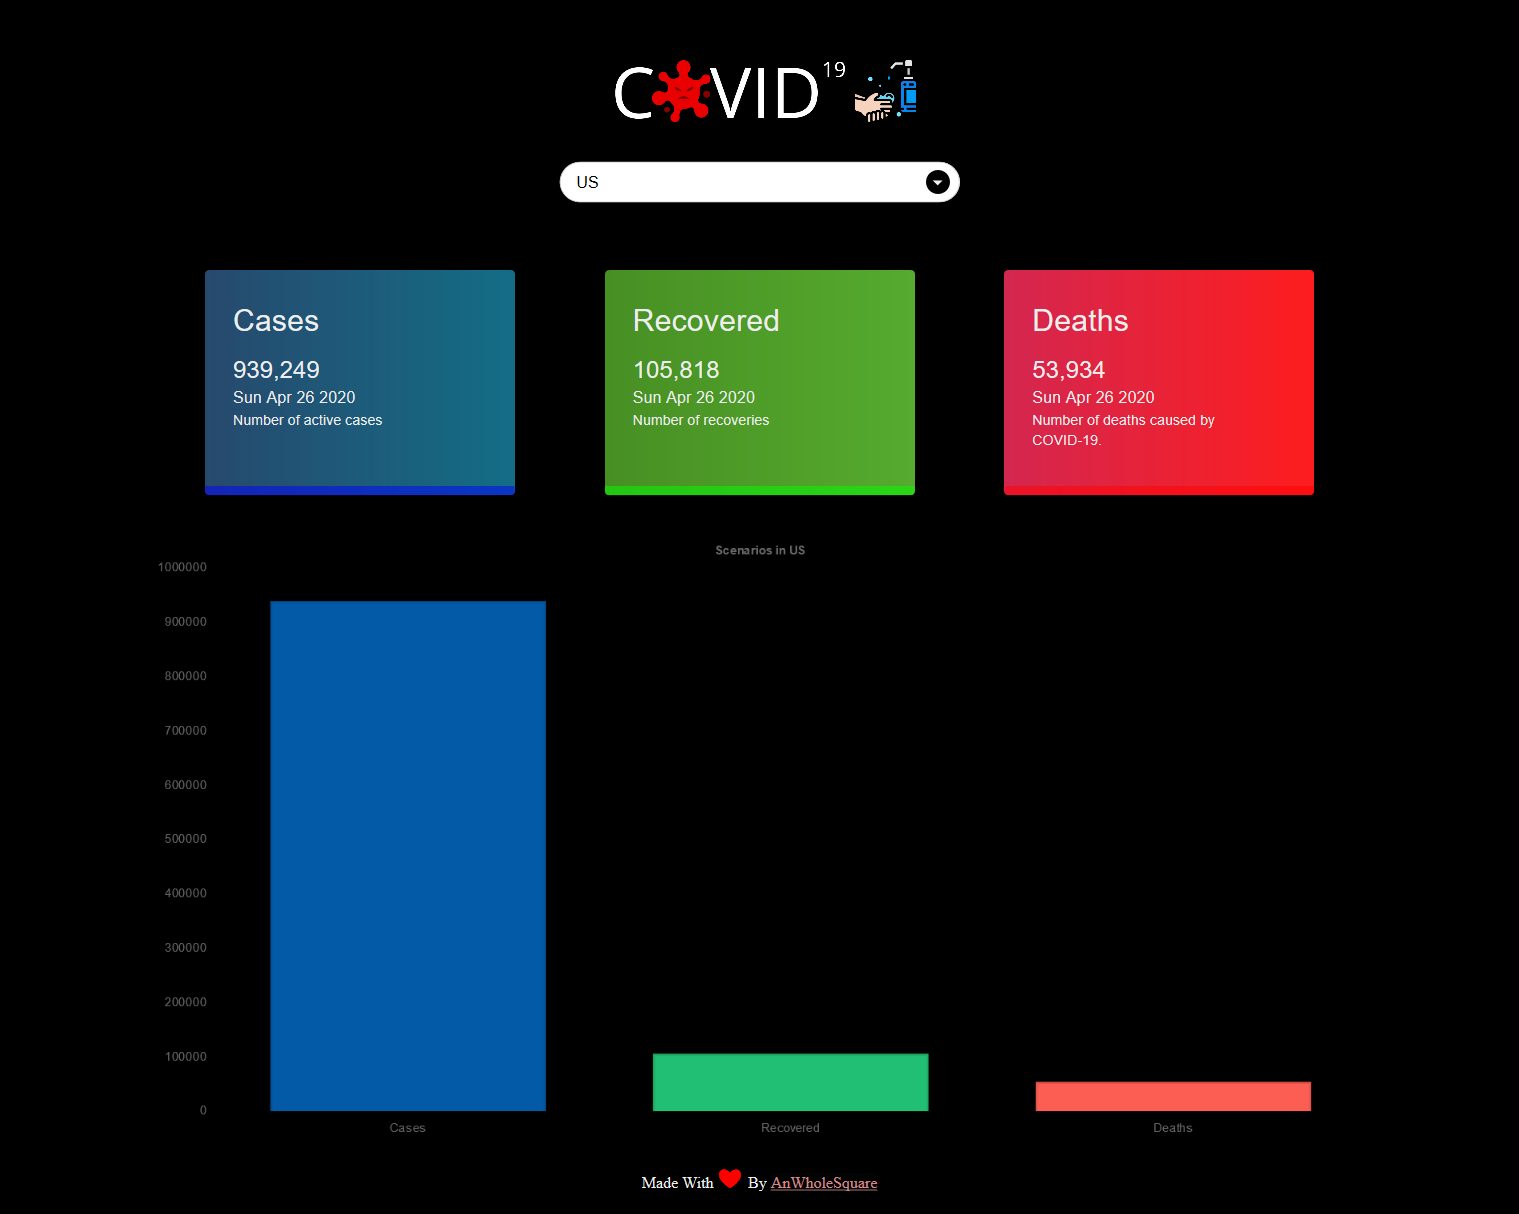 COVID 19
US
Cases
939,249
Sun Apr 26 2020
Number of active cases
Recovered
105,818
Sun Apr 26 2020
Number of recoveries
Deaths
53,934
Sun Apr 26 2020
Number of deaths caused by
COVID-19.
Scenarios in US
1000000
900000
800000
700000
600000
500000
400000
300000
200000
100000
0
Cases
Recovered
Deaths
Made With By AnWholeSquare